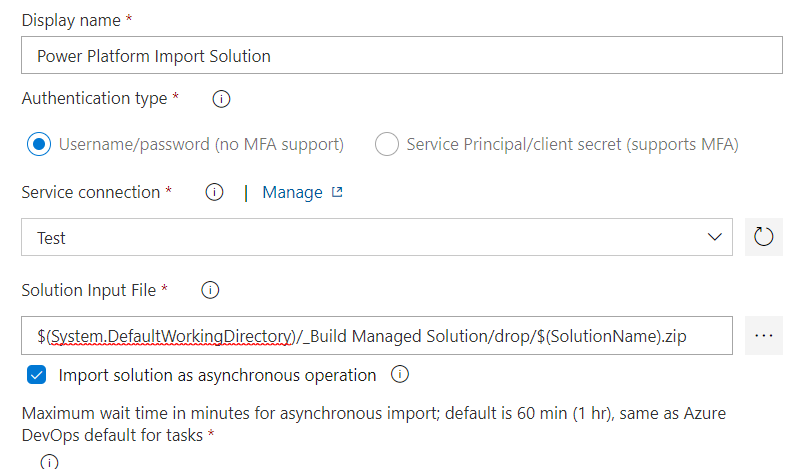 Display name *
Power Platform Import Solution
Authentication type *
Username/password (no MFA support) Service Principal/client secret (supports MFA)
Service connection * | Manage
Test
Solution Input File *
$(System.DefaultWorkingDirectory)/_Build Managed Solution/drop/$(SolutionName).zip
Import solution as asynchronous operation
Maximum wait time in minutes for asynchronous import; default is 60 min (1 hr), same as Azure
DevOps default for tasks *